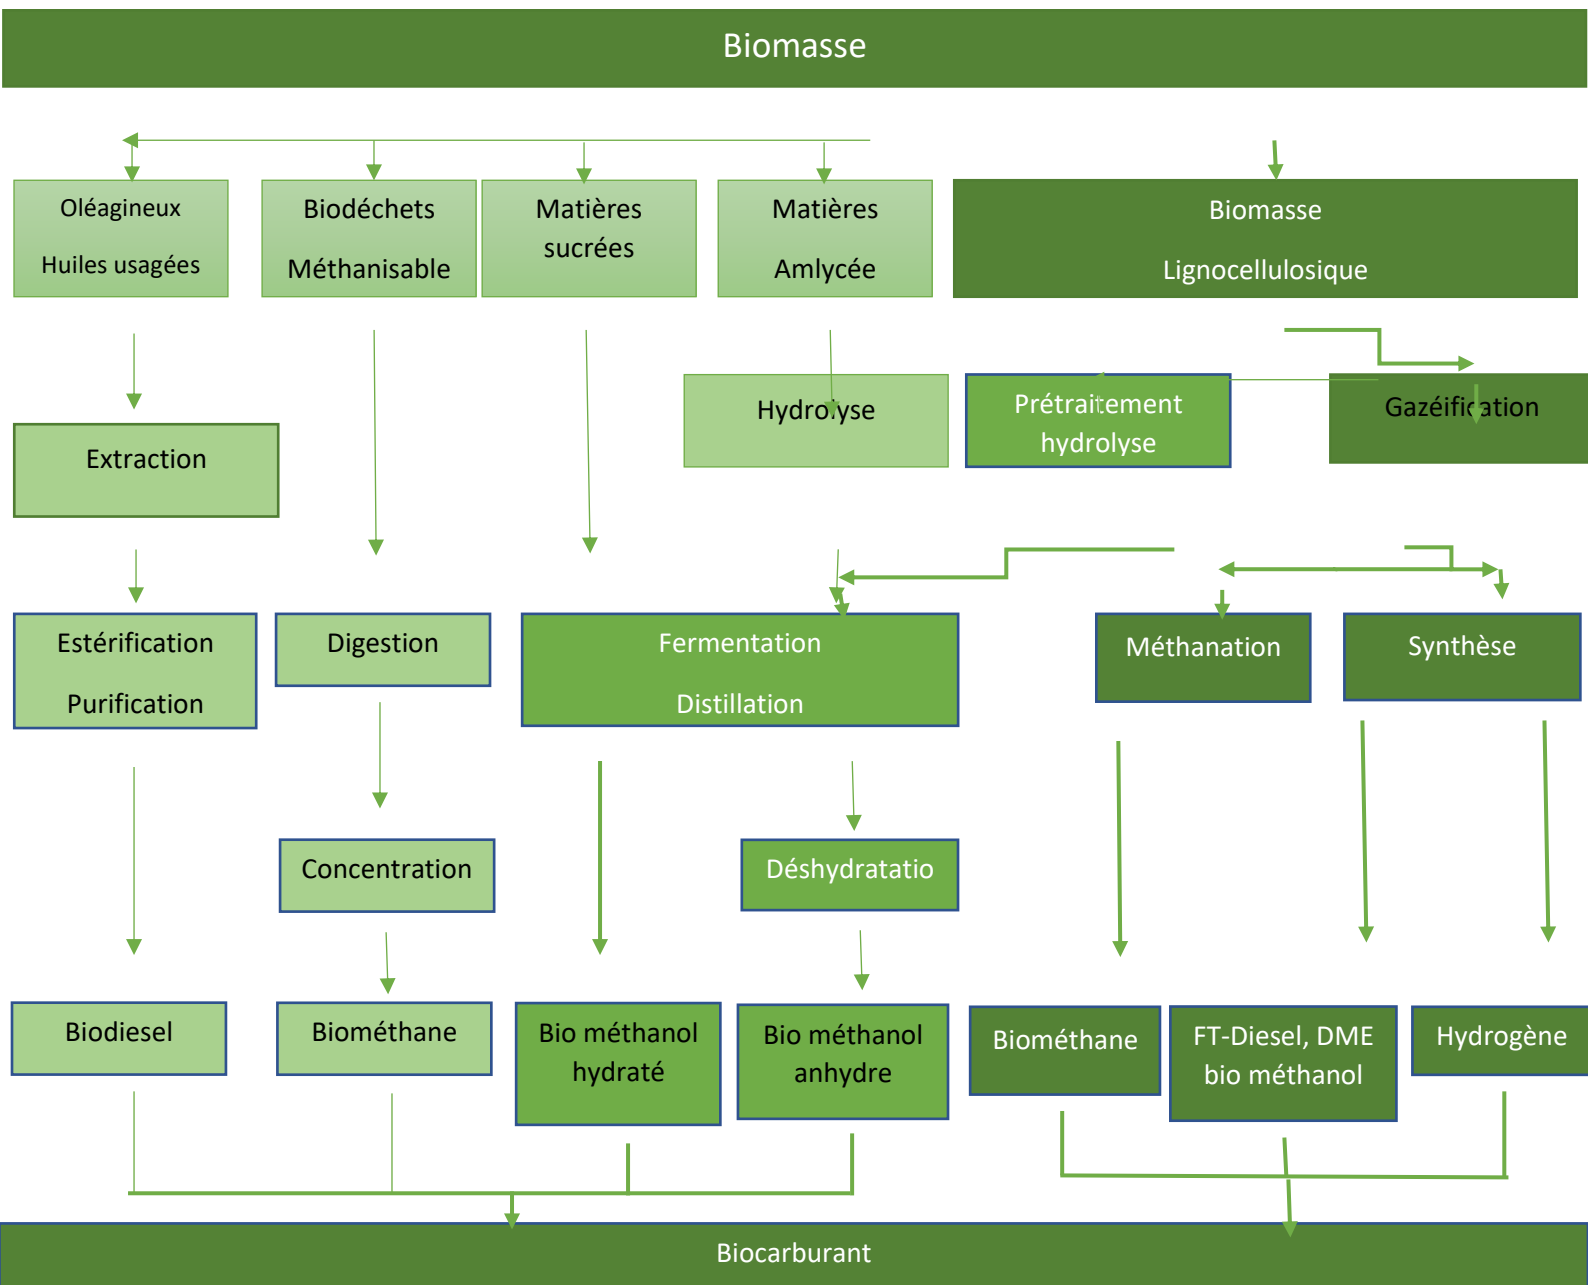 Biomasse
Oléagineux
Huiles usagées
Biodéchets
Méthanisable
Matières
sucrées
Matières
Amlycée
Biomasse
Lignocellulosique
Hydrolyse
Prétraitement
hydrolyse
Gazéification
Extraction
Estérification
Purification
Digestion
Fermentation
Distillation
Méthanation
Synthèse
Concentration
Déshydratatio
Biodiesel
Biométhane
Bio méthanol
hydraté
Bio méthanol
anhydre
Biométhane
FT-Diesel, DME
bio méthanol
Hydrogène
Biocarburant